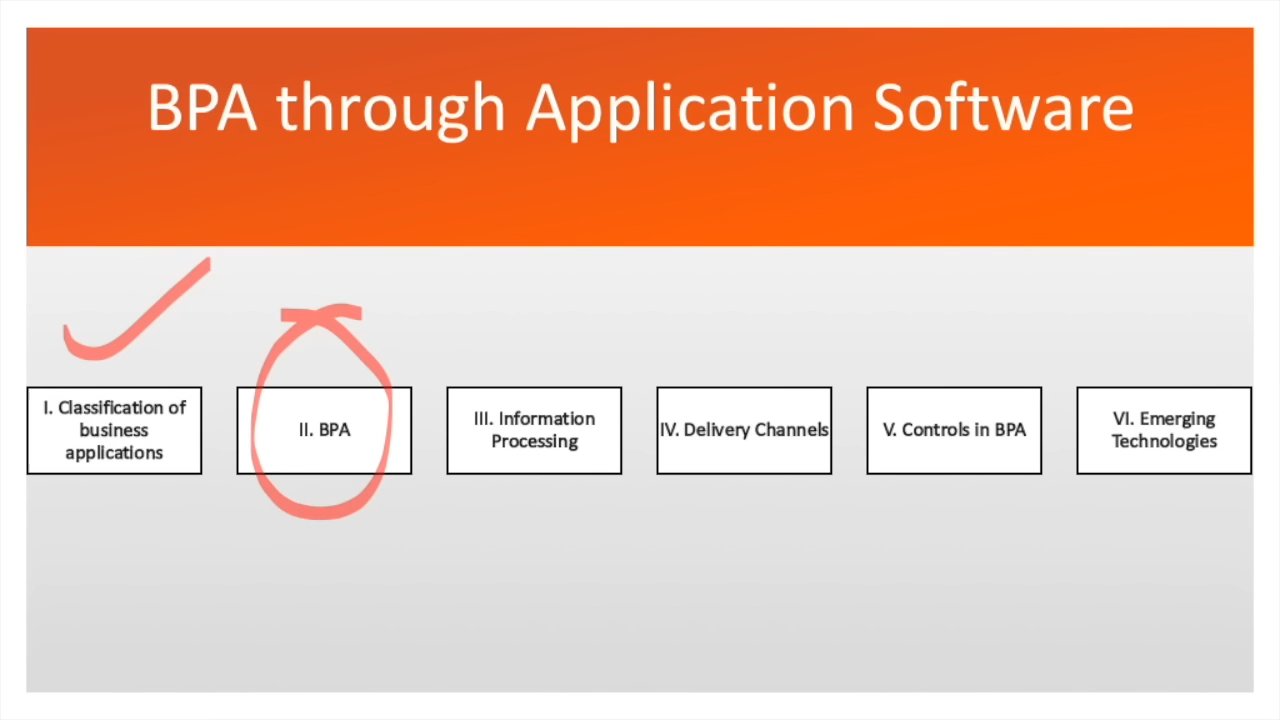 BPA through Application Software
I. Classification of
business
applications
II. BPA
III. Information
Processing
IV. Delivery Channels
V. Controls in BPA
VI. Emerging
Technologies